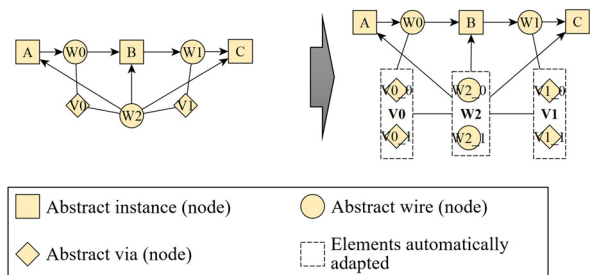 A W0 B W1 C
V0 W2 V1
A W0 B W1 C
V0_0 W2_0 V1_0
V0 W2 V1
V0_1 W2_1 V1_1
Abstract instance (node)
Abstract wire (node)
Abstract via (node)
Elements automatically
adapted